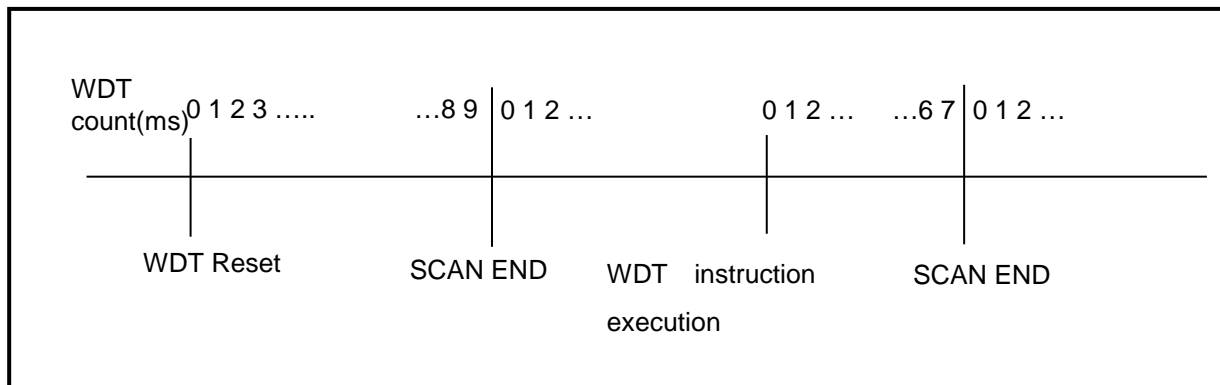 WDT
count(ms) 0 1 2 3 ….. …8 9 0 1 2 … 0 1 2 … …6 7 0 1 2 …
WDT Reset SCAN END WDT instruction SCAN END
execution